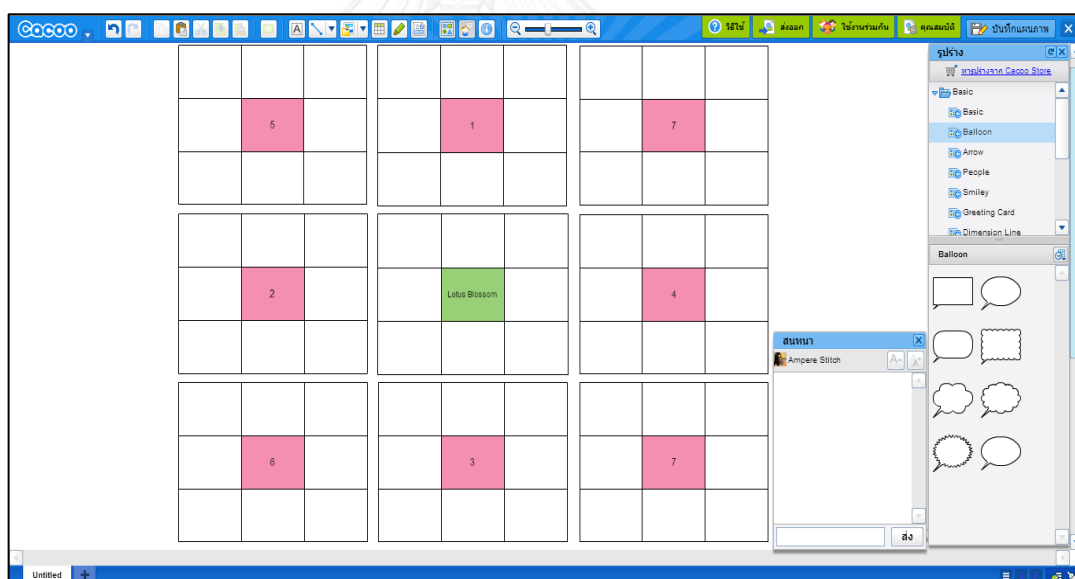 Cacoo
วิธีใช้ ส่งออก ใช้งานร่วมกัน คุณสมบัติ บันทึกแผนภาพ
รูปร่าง
หารูปร่างจาก Cacoo Store
Basic
Basic
Balloon
Arrow
People
Smiley
Greeting Card
Dimension Line
Balloon
5 1 7
2 Lotus Blossom 4
6 3 7
สนทนา
Ampere Stitch
ส่ง
Untitled